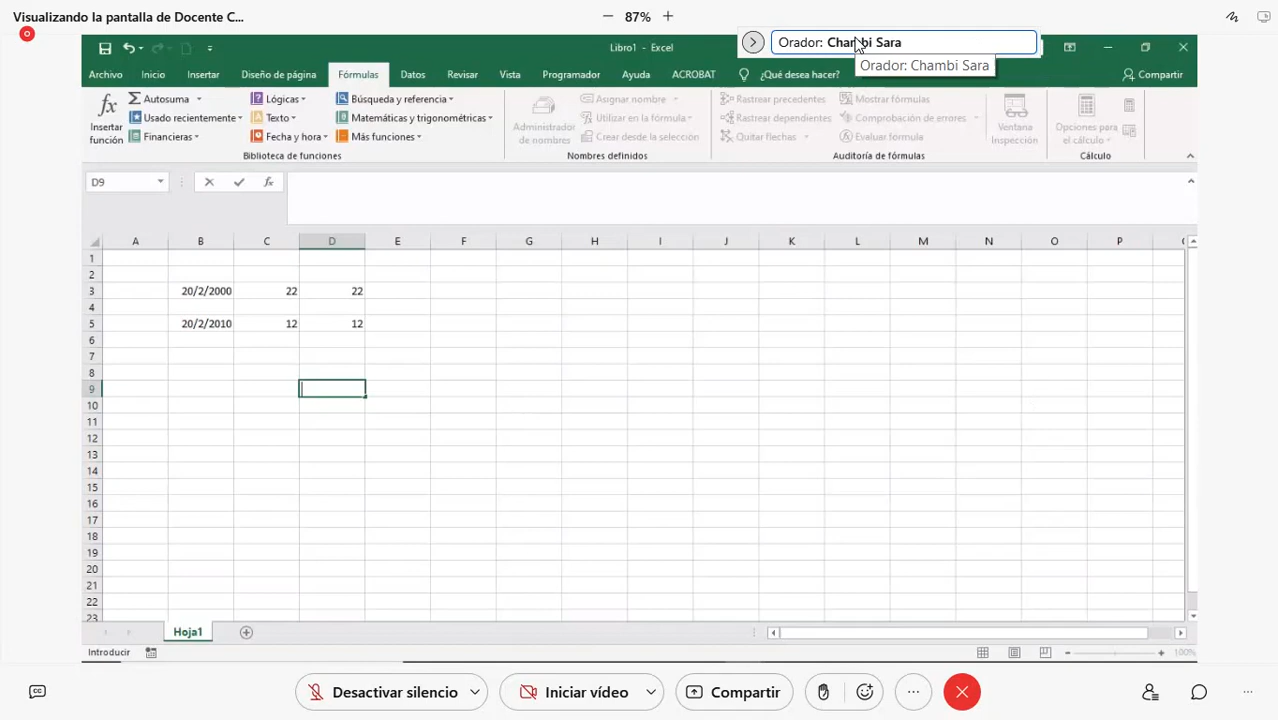 Visualizando la pantalla de Docente C...
87%
Orador: Chambi Sara
Orador: Chambi Sara
Libro1 - Excel
Archivo Inicio Insertar Diseño de página Fórmulas Datos Revisar Vista Programador Ayuda ACROBAT ¿Qué desea hacer? Compartir
fx Insertar función
Autosuma
Usado recientemente
Financieras
Lógicas
Texto
Fecha y hora
Búsqueda y referencia
Matemáticas y trigonométricas
Más funciones
Biblioteca de funciones
Administrador de nombres
Asignar nombre
Utilizar en la fórmula
Crear desde la selección
Nombres definidos
Rastrear precedentes
Rastrear dependientes
Quitar flechas
Mostrar fórmulas
Comprobación de errores
Evaluar fórmula
Auditoría de fórmulas
Ventana Inspección
Opciones para el cálculo
Cálculo
D9 fx
A B C D E F G H I J K L M N O P
1
2
3 20/2/2000 22 22
4
5 20/2/2010 12 12
6
7
8
9
10
11
12
13
14
15
16
17
18
19
20
21
22
23
Hoja1
Introducir
100%
CC Desactivar silencio Iniciar vídeo Compartir